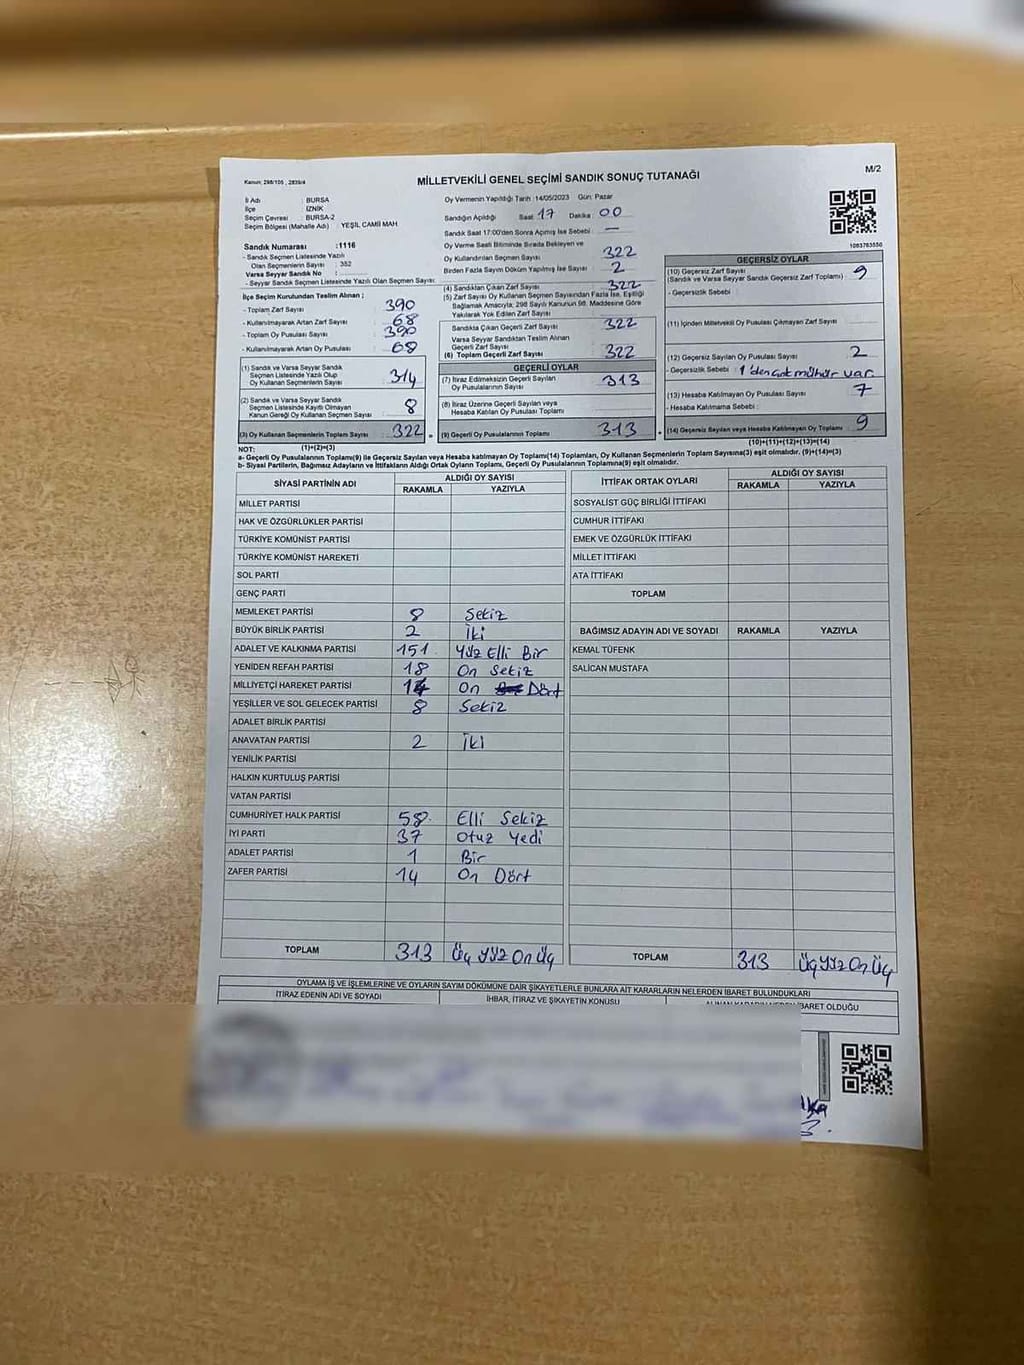 Kanun: 298/105 , 2839/4
MİLLETVEKİLİ GENEL SEÇİMİ SANDIK SONUÇ TUTANAĞI
M/2
İl Adı : BURSA
İlçe : İZNİK
Seçim Çevresi : BURSA-2
Seçim Bölgesi (Mahalle Adı) : YEŞİL CAMİİ MAH
Sandık Numarası :1116
- Sandık Seçmen Listesinde Yazılı
Olan Seçmenlerin Sayısı : 352
Varsa Seyyar Sandık No :
- Seyyar Sandık Seçmen Listesinde Yazılı Olan Seçmen Sayısı:
İlçe Seçim Kurulundan Teslim Alınan ;
- Toplam Zarf Sayısı : 390
- Kullanılmayarak Artan Zarf Sayısı : 68
- Toplam Oy Pusulası Sayısı : 390
- Kullanılmayarak Artan Oy Pusulası : 68
(1) Sandık ve Varsa Seyyar Sandık
Seçmen Listesinde Yazılı Olup
Oy Kullanan Seçmenlerin Sayısı 314
(2) Sandık ve Varsa Seyyar Sandık
Seçmen Listesinde Kayıtlı Olmayan
Kanun Gereği Oy Kullanan Seçmen Sayısı 8
(3) Oy Kullanan Seçmenlerin Toplam Sayısı 322
(1)+(2)=(3)
Oy Vermenin Yapıldığı Tarih :14/05/2023 Gün: Pazar
Sandığın Açıldığı Saat 17 Dakika 00
Sandık Saat 17:00'den Sonra Açılmış İse Sebebi : —
Oy Verme Saati Bitiminde Sırada Bekleyen ve
Oy Kullandırılan Seçmen Sayısı 322
Birden Fazla Sayım Döküm Yapılmış İse Sayısı : 2
(4) Sandıktan Çıkan Zarf Sayısı : 322
(5) Zarf Sayısı Oy Kullanan Seçmen Sayısından Fazla İse, Eşitliği
Sağlamak Amacıyla; 298 Sayılı Kanunun 98. Maddesine Göre
Yakılarak Yok Edilen Zarf Sayısı
Sandıkta Çıkan Geçerli Zarf Sayısı 322
Varsa Seyyar Sandıktan Teslim Alınan
Geçerli Zarf Sayısı
(6) Toplam Geçerli Zarf Sayısı 322
GEÇERLİ OYLAR
(7) İtiraz Edilmeksizin Geçerli Sayılan
Oy Pusulalarının Sayısı 313
(8) İtiraz Üzerine Geçerli Sayılan veya
Hesaba Katılan Oy Pusulaları Toplamı
(9) Geçerli Oy Pusulalarının Toplamı 313
1083783550
GEÇERSİZ OYLAR
(10) Geçersiz Zarf Sayısı 9
(Sandık ve Varsa Seyyar Sandık Geçersiz Zarf Toplamı) :
- Geçersizlik Sebebi :
(11) İçinden Milletvekili Oy Pusulası Çıkmayan Zarf Sayısı
(12) Geçersiz Sayılan Oy Pusulası Sayısı 2
- Geçersizlik Sebebi : 1'den çok mühür var.
(13) Hesaba Katılmayan Oy Pusulası Sayısı 7
- Hesaba Katılmama Sebebi :
(14) Geçersiz Sayılan veya Hesaba Katılmayan Oy Toplamı 9
(10)+(11)+(12)+(13)=(14)
NOT:
a- Geçerli Oy Pusulalarının Toplamı(9) ile Geçersiz Sayılan veya Hesaba katılmayan Oy Toplamı(14) Toplamları, Oy Kullanan Seçmenlerin Toplam Sayısına(3) eşit olmalıdır. (9)+(14)=(3)
b- Siyasi Partilerin, Bağımsız Adayların ve İttifakların Aldığı Ortak Oyların Toplamı, Geçerli Oy Pusulalarının Toplamına(9) eşit olmalıdır.
SİYASİ PARTİNİN ADI ALDIĞI OY SAYISI
RAKAMLA YAZIYLA
MİLLET PARTİSİ
HAK VE ÖZGÜRLÜKLER PARTİSİ
TÜRKİYE KOMÜNİST PARTİSİ
TÜRKİYE KOMÜNİST HAREKETİ
SOL PARTİ
GENÇ PARTİ
MEMLEKET PARTİSİ 8 Sekiz
BÜYÜK BİRLİK PARTİSİ 2 İki
ADALET VE KALKINMA PARTİSİ 151 Yüz Elli Bir
YENİDEN REFAH PARTİSİ 18 On Sekiz
MİLLİYETÇİ HAREKET PARTİSİ 14 On Dört
YEŞİLLER VE SOL GELECEK PARTİSİ 8 Sekiz
ADALET BİRLİK PARTİSİ
ANAVATAN PARTİSİ 2 İki
YENİLİK PARTİSİ
HALKIN KURTULUŞ PARTİSİ
VATAN PARTİSİ
CUMHURİYET HALK PARTİSİ 58 Elli Sekiz
İYİ PARTİ 37 Otuz Yedi
ADALET PARTİSİ 1 Bir
ZAFER PARTİSİ 14 On Dört
TOPLAM 313 Üç Yüz On Üç
İTTİFAK ORTAK OYLARI ALDIĞI OY SAYISI
RAKAMLA YAZIYLA
SOSYALİST GÜÇ BİRLİĞİ İTTİFAKI
CUMHUR İTTİFAKI
EMEK VE ÖZGÜRLÜK İTTİFAKI
MİLLET İTTİFAKI
ATA İTTİFAKI
TOPLAM
BAĞIMSIZ ADAYIN ADI VE SOYADI RAKAMLA YAZIYLA
KEMAL TÜFENK
SALİCAN MUSTAFA
TOPLAM 313 Üç Yüz On Üç
OYLAMA İŞ VE İŞLEMLERİNE VE OYLARIN SAYIM DÖKÜMÜNE DAİR ŞİKAYETLERLE BUNLARA AİT KARARLARIN NELERDEN İBARET BULUNDUKLARI
İTİRAZ EDENİN ADI VE SOYADI İHBAR, İTİRAZ VE ŞİKAYETİN KONUSU ALINAN KARARIN NEDEN İBARET OLDUĞU